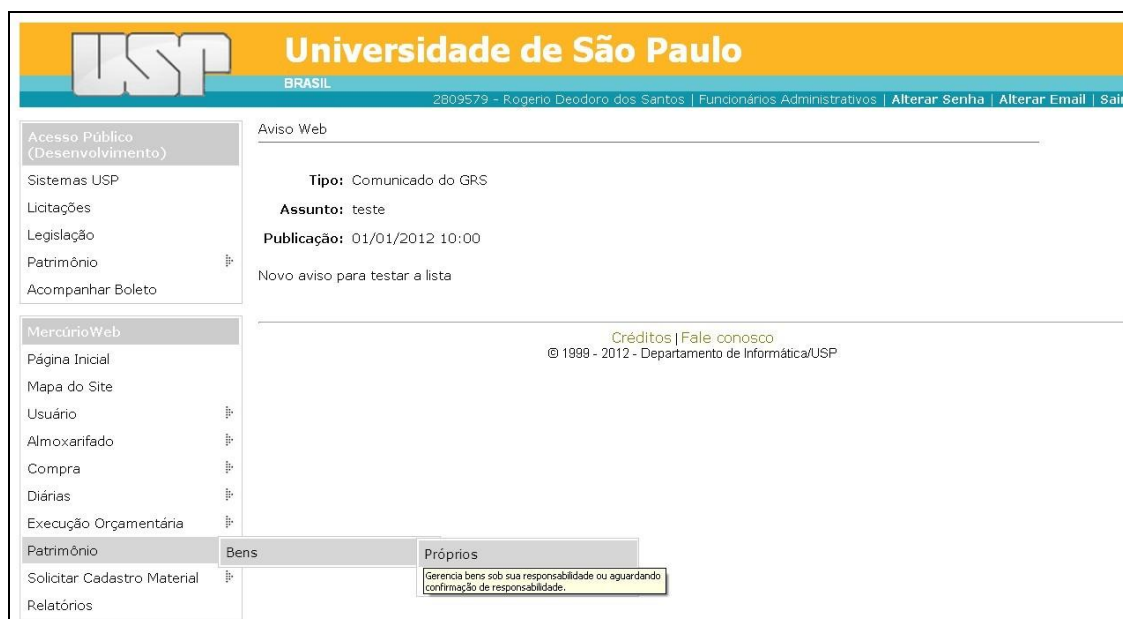 USP
Universidade de São Paulo
BRASIL
2809579 - Rogerio Deodoro dos Santos | Funcionários Administrativos | Alterar Senha | Alterar Email | Sair
Acesso Público
(Desenvolvimento)
Sistemas USP
Licitações
Legislação
Patrimônio
Acompanhar Boleto
MercúrioWeb
Página Inicial
Mapa do Site
Usuário
Almoxarifado
Compra
Diárias
Execução Orçamentária
Patrimônio
Solicitar Cadastro Material
Relatórios
Bens
Próprios
Gerencia bens sob sua responsabilidade ou aguardando
confirmação de responsabilidade.
Aviso Web
Tipo: Comunicado do GRS
Assunto: teste
Publicação: 01/01/2012 10:00
Novo aviso para testar a lista
Créditos | Fale conosco
© 1999 - 2012 - Departamento de Informática/USP